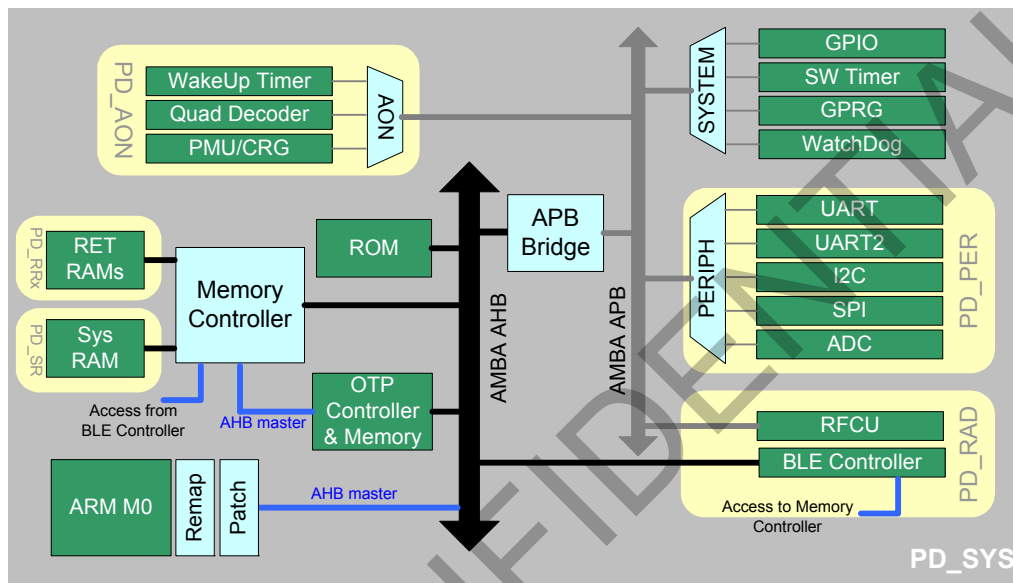 PD_AON
WakeUp Timer
Quad Decoder
PMU/CRG
AON
SYSTEM
GPIO
SW Timer
GPRG
WatchDog
PD_RRx
RET
RAMs
PD_SR
Sys
RAM
Memory
Controller
ROM
APB
Bridge
AMBA AHB
AMBA APB
PERIPH
UART
UART2
I2C
SPI
ADC
PD_PER
Access from
BLE Controller
AHB master
OTP
Controller
& Memory
RFCU
BLE Controller
PD_RAD
Access to Memory
Controller
ARM M0
Remap
Patch
AHB master
PD_SYS
FIDENTIAL